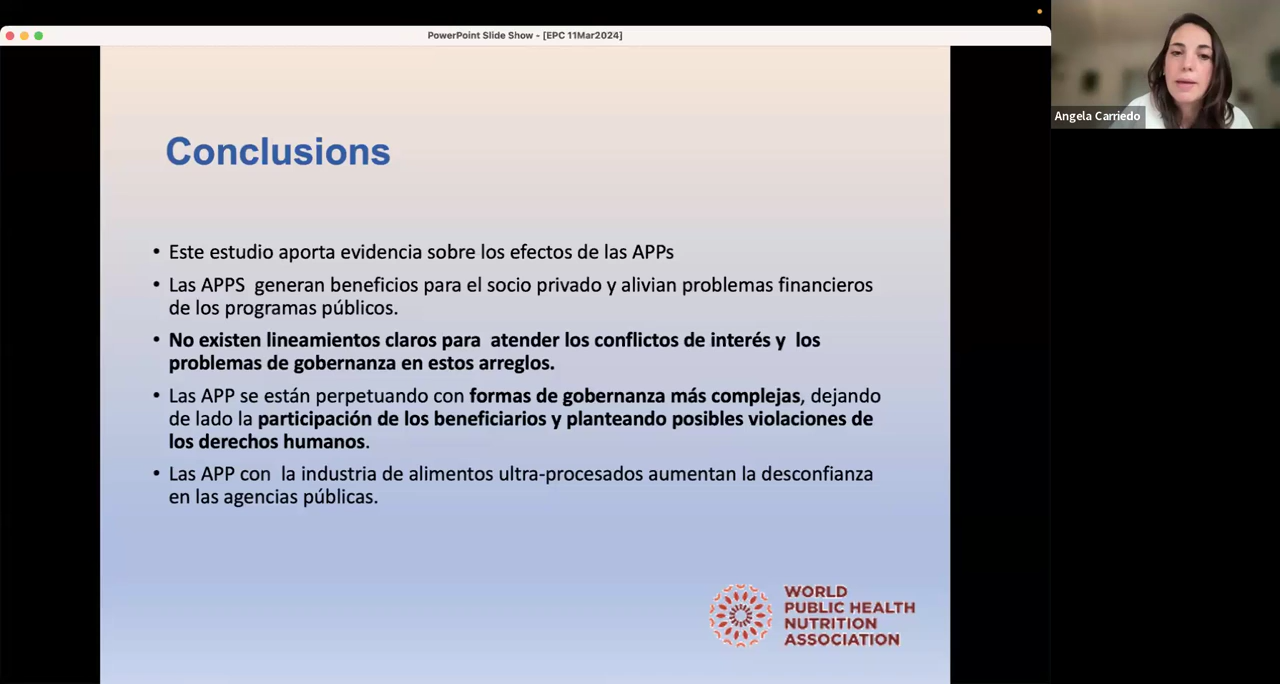 PowerPoint Slide Show - [EPC 11Mar2024]
Angela Carriedo
Conclusions
• Este estudio aporta evidencia sobre los efectos de las APPs
• Las APPS  generan beneficios para el socio privado y alivian problemas financieros
de los programas públicos.
• No existen lineamientos claros para  atender los conflictos de interés y  los
problemas de gobernanza en estos arreglos.
• Las APP se están perpetuando con formas de gobernanza más complejas, dejando
de lado la participación de los beneficiarios y planteando posibles violaciones de
los derechos humanos.
• Las APP con  la industria de alimentos ultra-procesados aumentan la desconfianza
en las agencias públicas.
WORLD
PUBLIC HEALTH
NUTRITION
ASSOCIATION